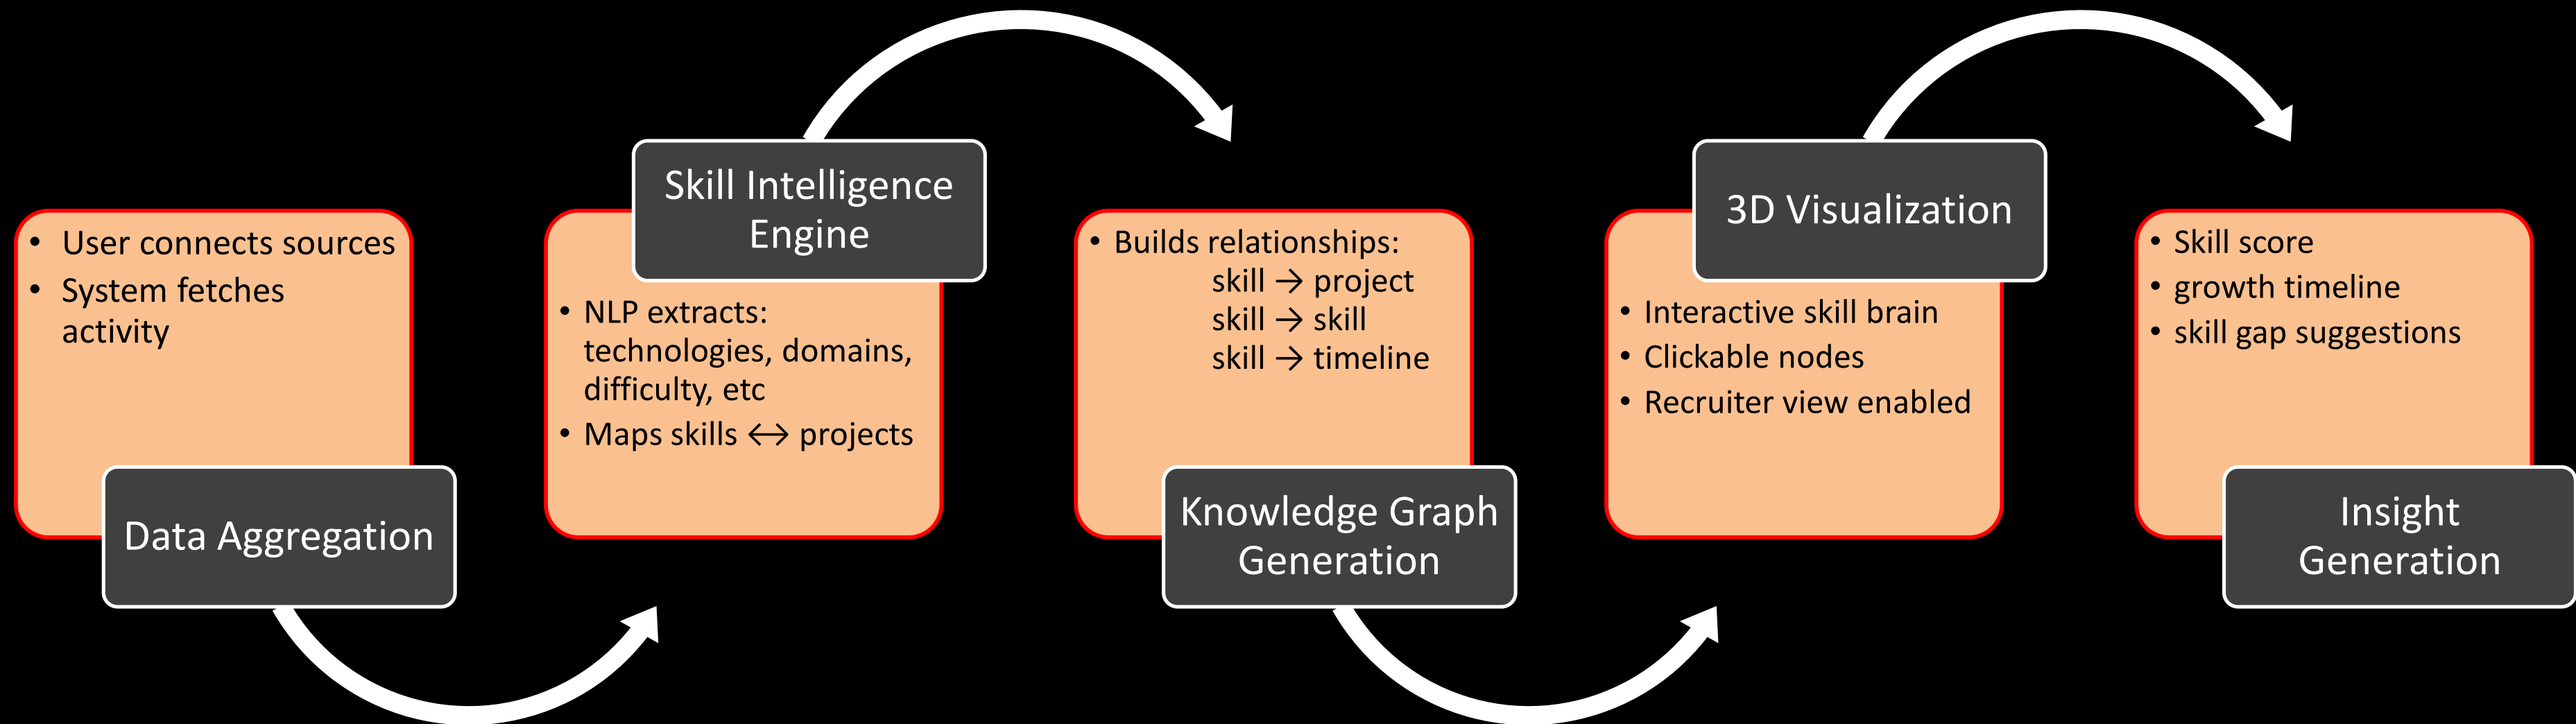 • User connects sources
• System fetches
activity
Data Aggregation
Skill Intelligence
Engine
• NLP extracts:
technologies, domains,
difficulty, etc
• Maps skills ↔ projects
• Builds relationships:
skill → project
skill → skill
skill → timeline
Knowledge Graph
Generation
3D Visualization
• Interactive skill brain
• Clickable nodes
• Recruiter view enabled
• Skill score
• growth timeline
• skill gap suggestions
Insight
Generation